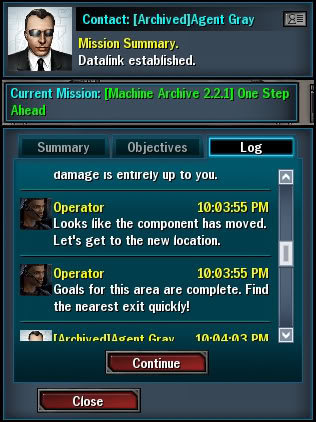 Contact: [Archived]Agent Gray
Mission Summary.
Datalink established.
Current Mission: [Machine Archive 2.2.1] One Step
Ahead
Summary
Objectives
Log
damage is entirely up to you.
Operator 10:03:55 PM
Looks like the component has moved.
Let's get to the new location.
Operator 10:03:55 PM
Goals for this area are complete. Find
the nearest exit quickly!
[Archived]Agent Gray 10:04:03 PM
Continue
Close